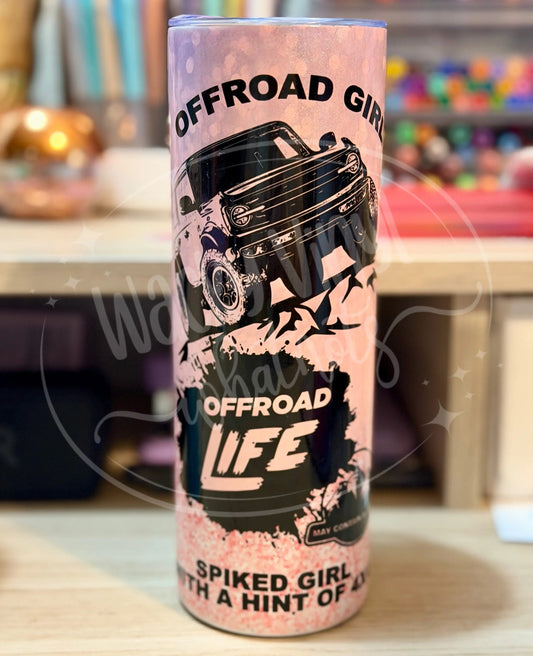 OFFROAD GIRL
OFFROAD
LIFE
MAY CONTAIN
SPIKED GIRL
WITH A HINT OF 4X4